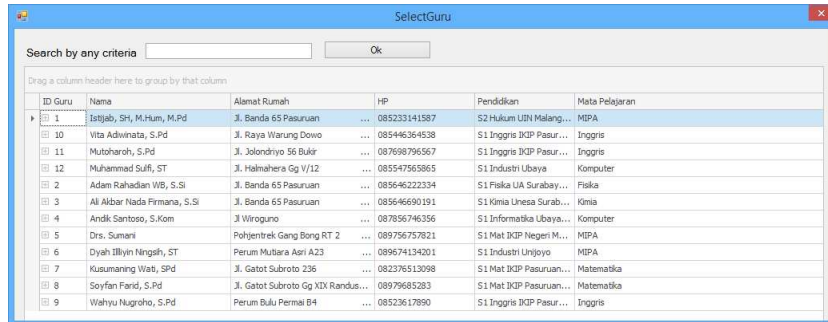 SelectGuru
Search by any criteria Ok
Drag a column header here to group by that column
ID Guru Nama Alamat Rumah HP Pendidikan Mata Pelajaran
1 Istijab, SH, M.Hum, M.Pd Jl. Banda 65 Pasuruan ... 085233141587 S2 Hukum UIN Malang... MIPA
10 Vita Adiwinata, S.Pd Jl. Raya Warung Dowo ... 085446364538 S1 Inggris IKIP Pasur... Inggris
11 Mutoharoh, S.Pd Jl. Jolondriyo 56 Bukir ... 087698796567 S1 Inggris IKIP Pasur... Inggris
12 Muhammad Sulfi, ST Jl. Halmahera Gg V/12 ... 085547565865 S1 Industri Ubaya Komputer
2 Adam Rahadian WB, S.Si Jl. Banda 65 Pasuruan ... 085646222334 S1 Fisika UA Surabay... Fisika
3 Ali Akbar Nada Firmana, S.Si Jl. Banda 65 Pasuruan ... 085646690191 S1 Kimia Unesa Surab... Kimia
4 Andik Santoso, S.Kom Jl Wiroguno ... 087856746356 S1 Informatika Ubaya... Komputer
5 Drs. Sumani Pohjentrek Gang Bong RT 2 ... 089756757821 S1 Mat IKIP Negeri M... MIPA
6 Dyah Illiyin Ningsih, ST Perum Mutiara Asri A23 ... 089674134201 S1 Industri Unijoyo MIPA
7 Kusumaning Wati, SPd Jl. Gatot Subroto 236 ... 082376513098 S1 Mat IKIP Pasuruan... Matematika
8 Soyfan Farid, S.Pd Jl. Gatot Subroto Gg XIX Randus... 08979685283 S1 Mat IKIP Pasuruan... Matematika
9 Wahyu Nugroho, S.Pd Perum Bulu Permai B4 ... 08523617890 S1 Inggris IKIP Pasur... Inggris